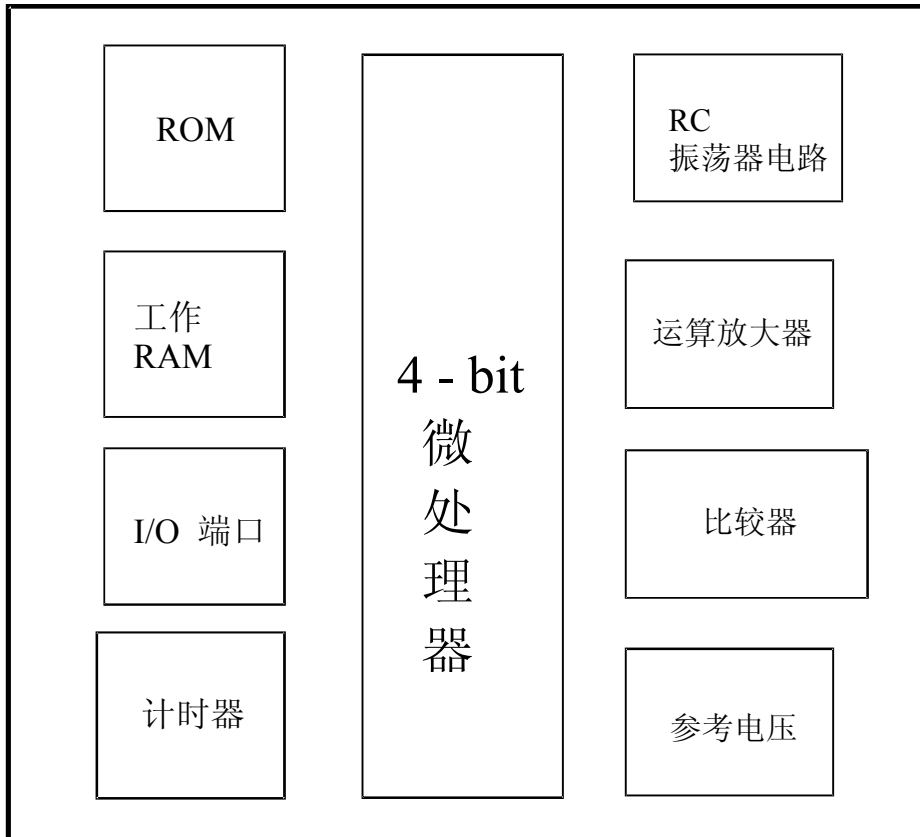 ROM
工作
RAM
I/O 端口
计时器
4 - bit
微
处
理
器
RC
振荡器电路
运算放大器
比较器
参考电压